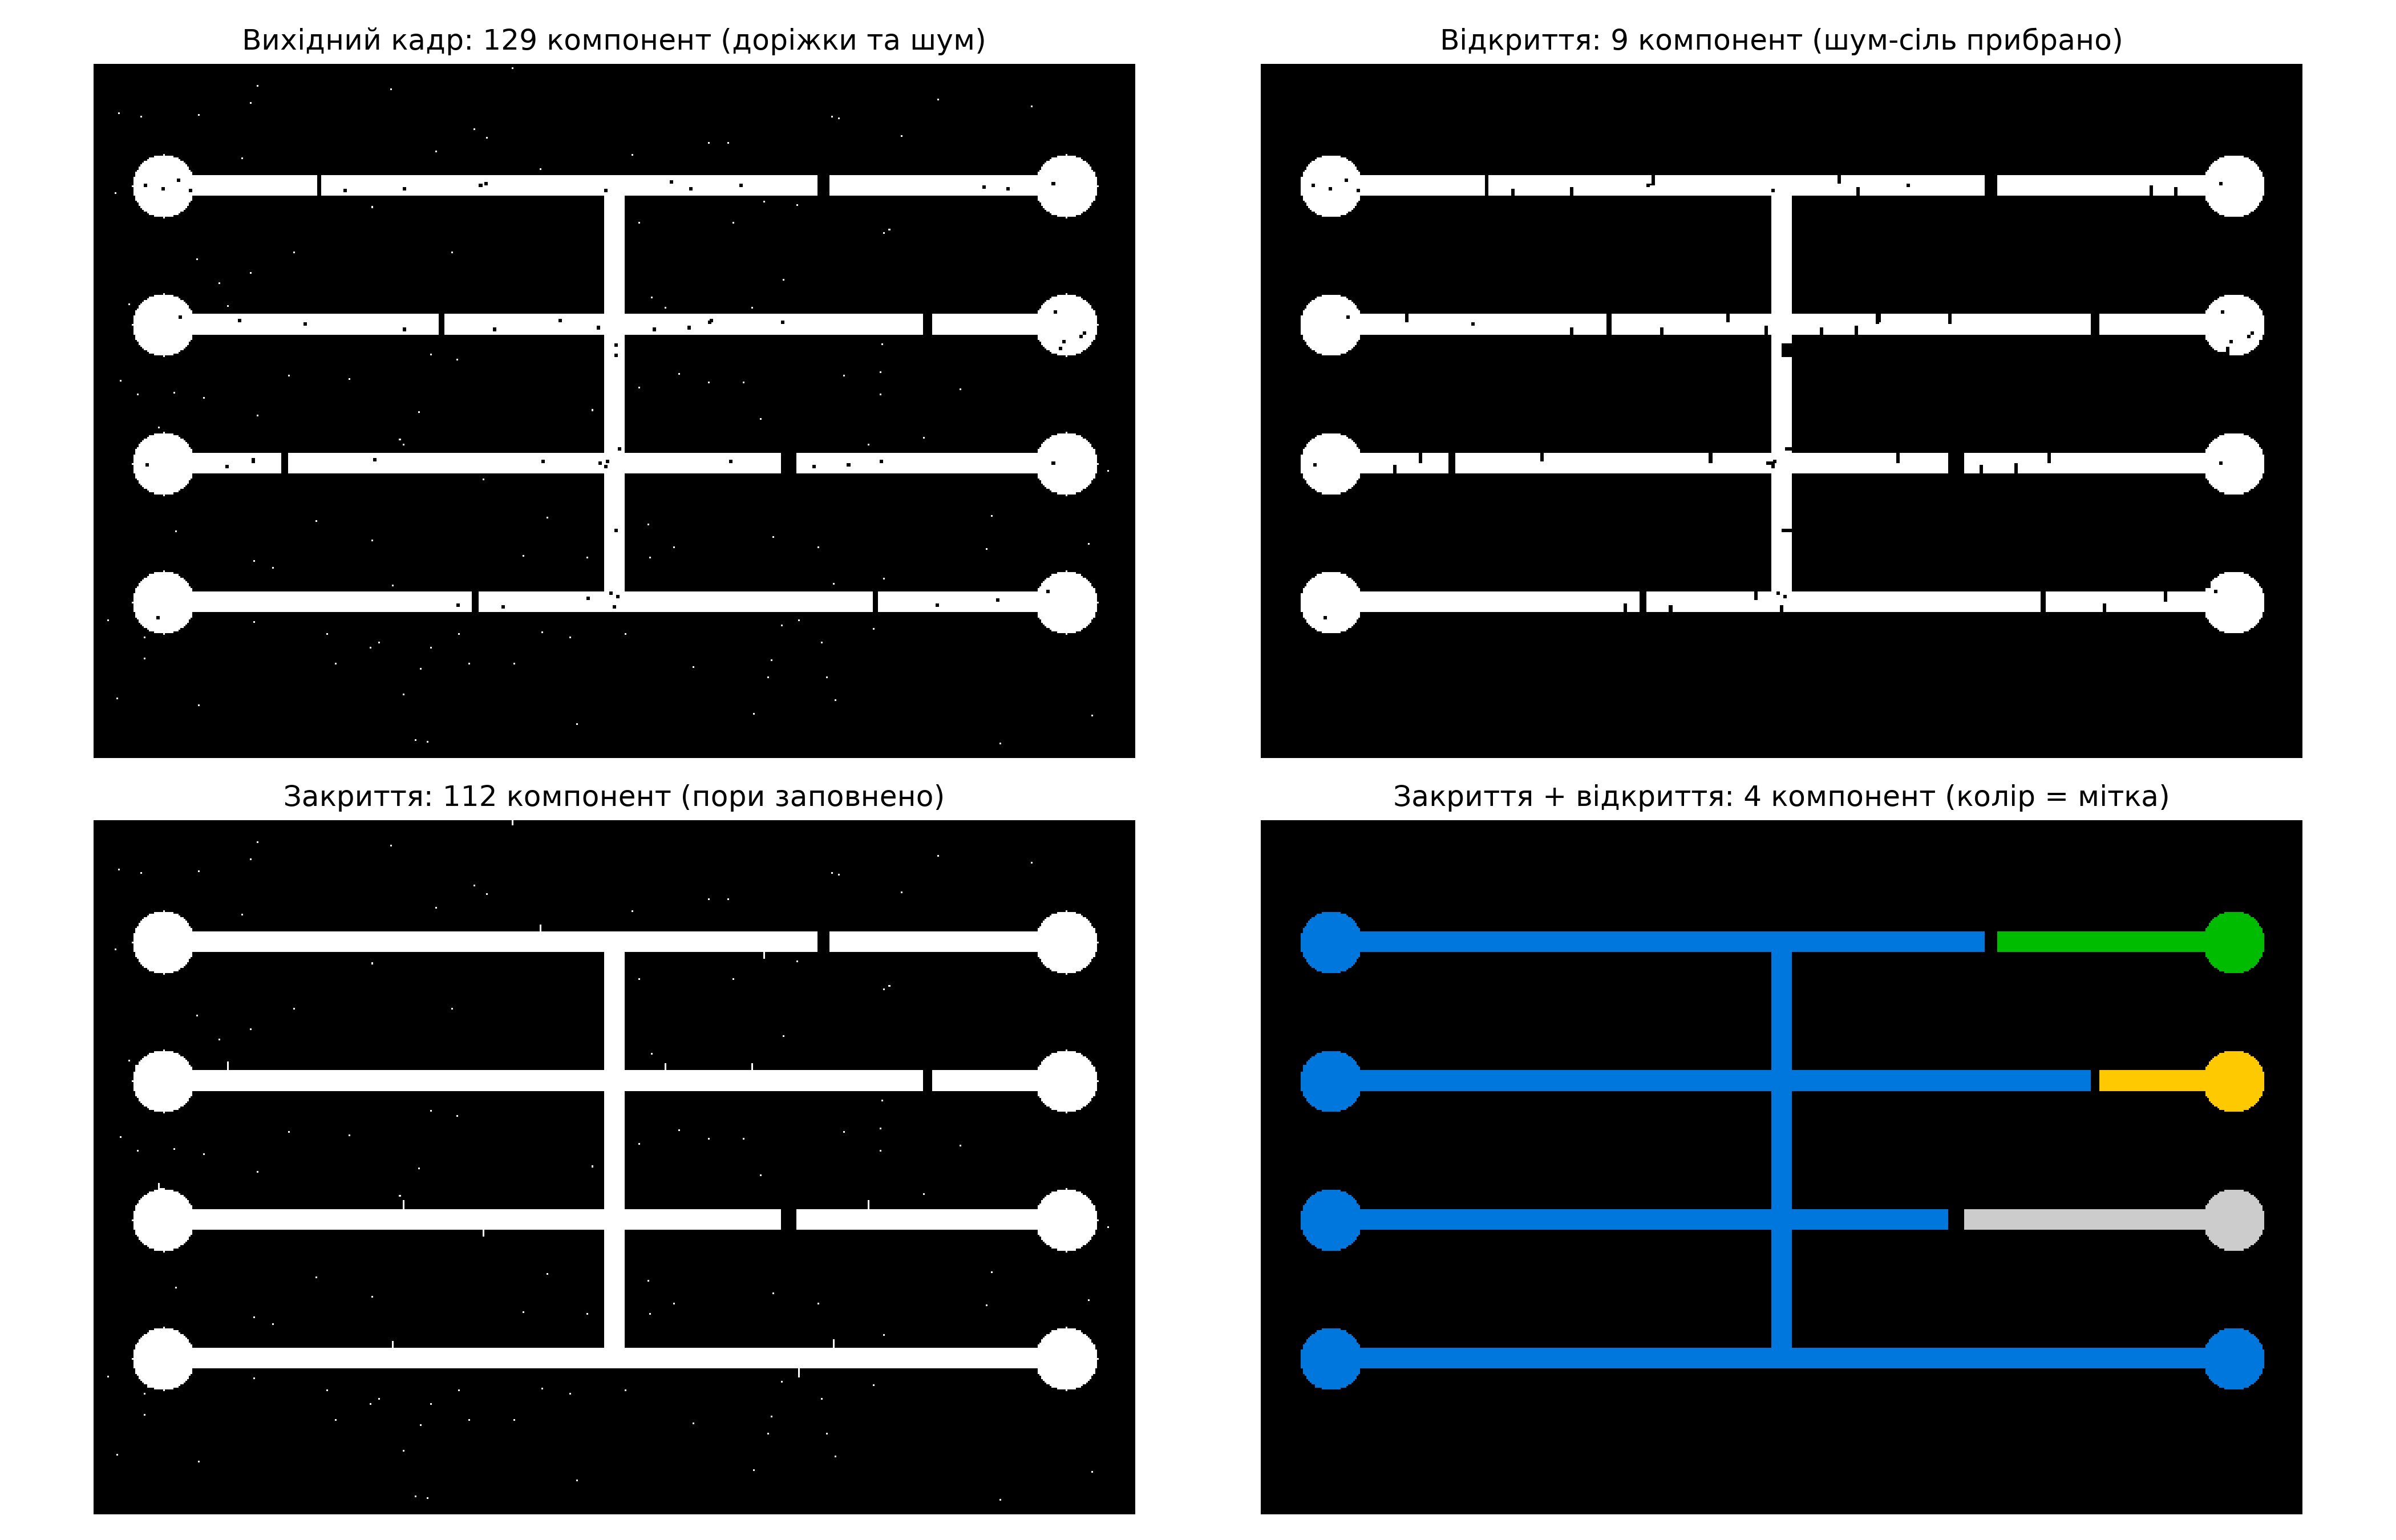 Вихідний кадр: 129 компонент (доріжки та шум)
Відкриття: 9 компонент (шум-сіль прибрано)
Закриття: 112 компонент (пори заповнено)
Закриття + відкриття: 4 компонент (колір = мітка)